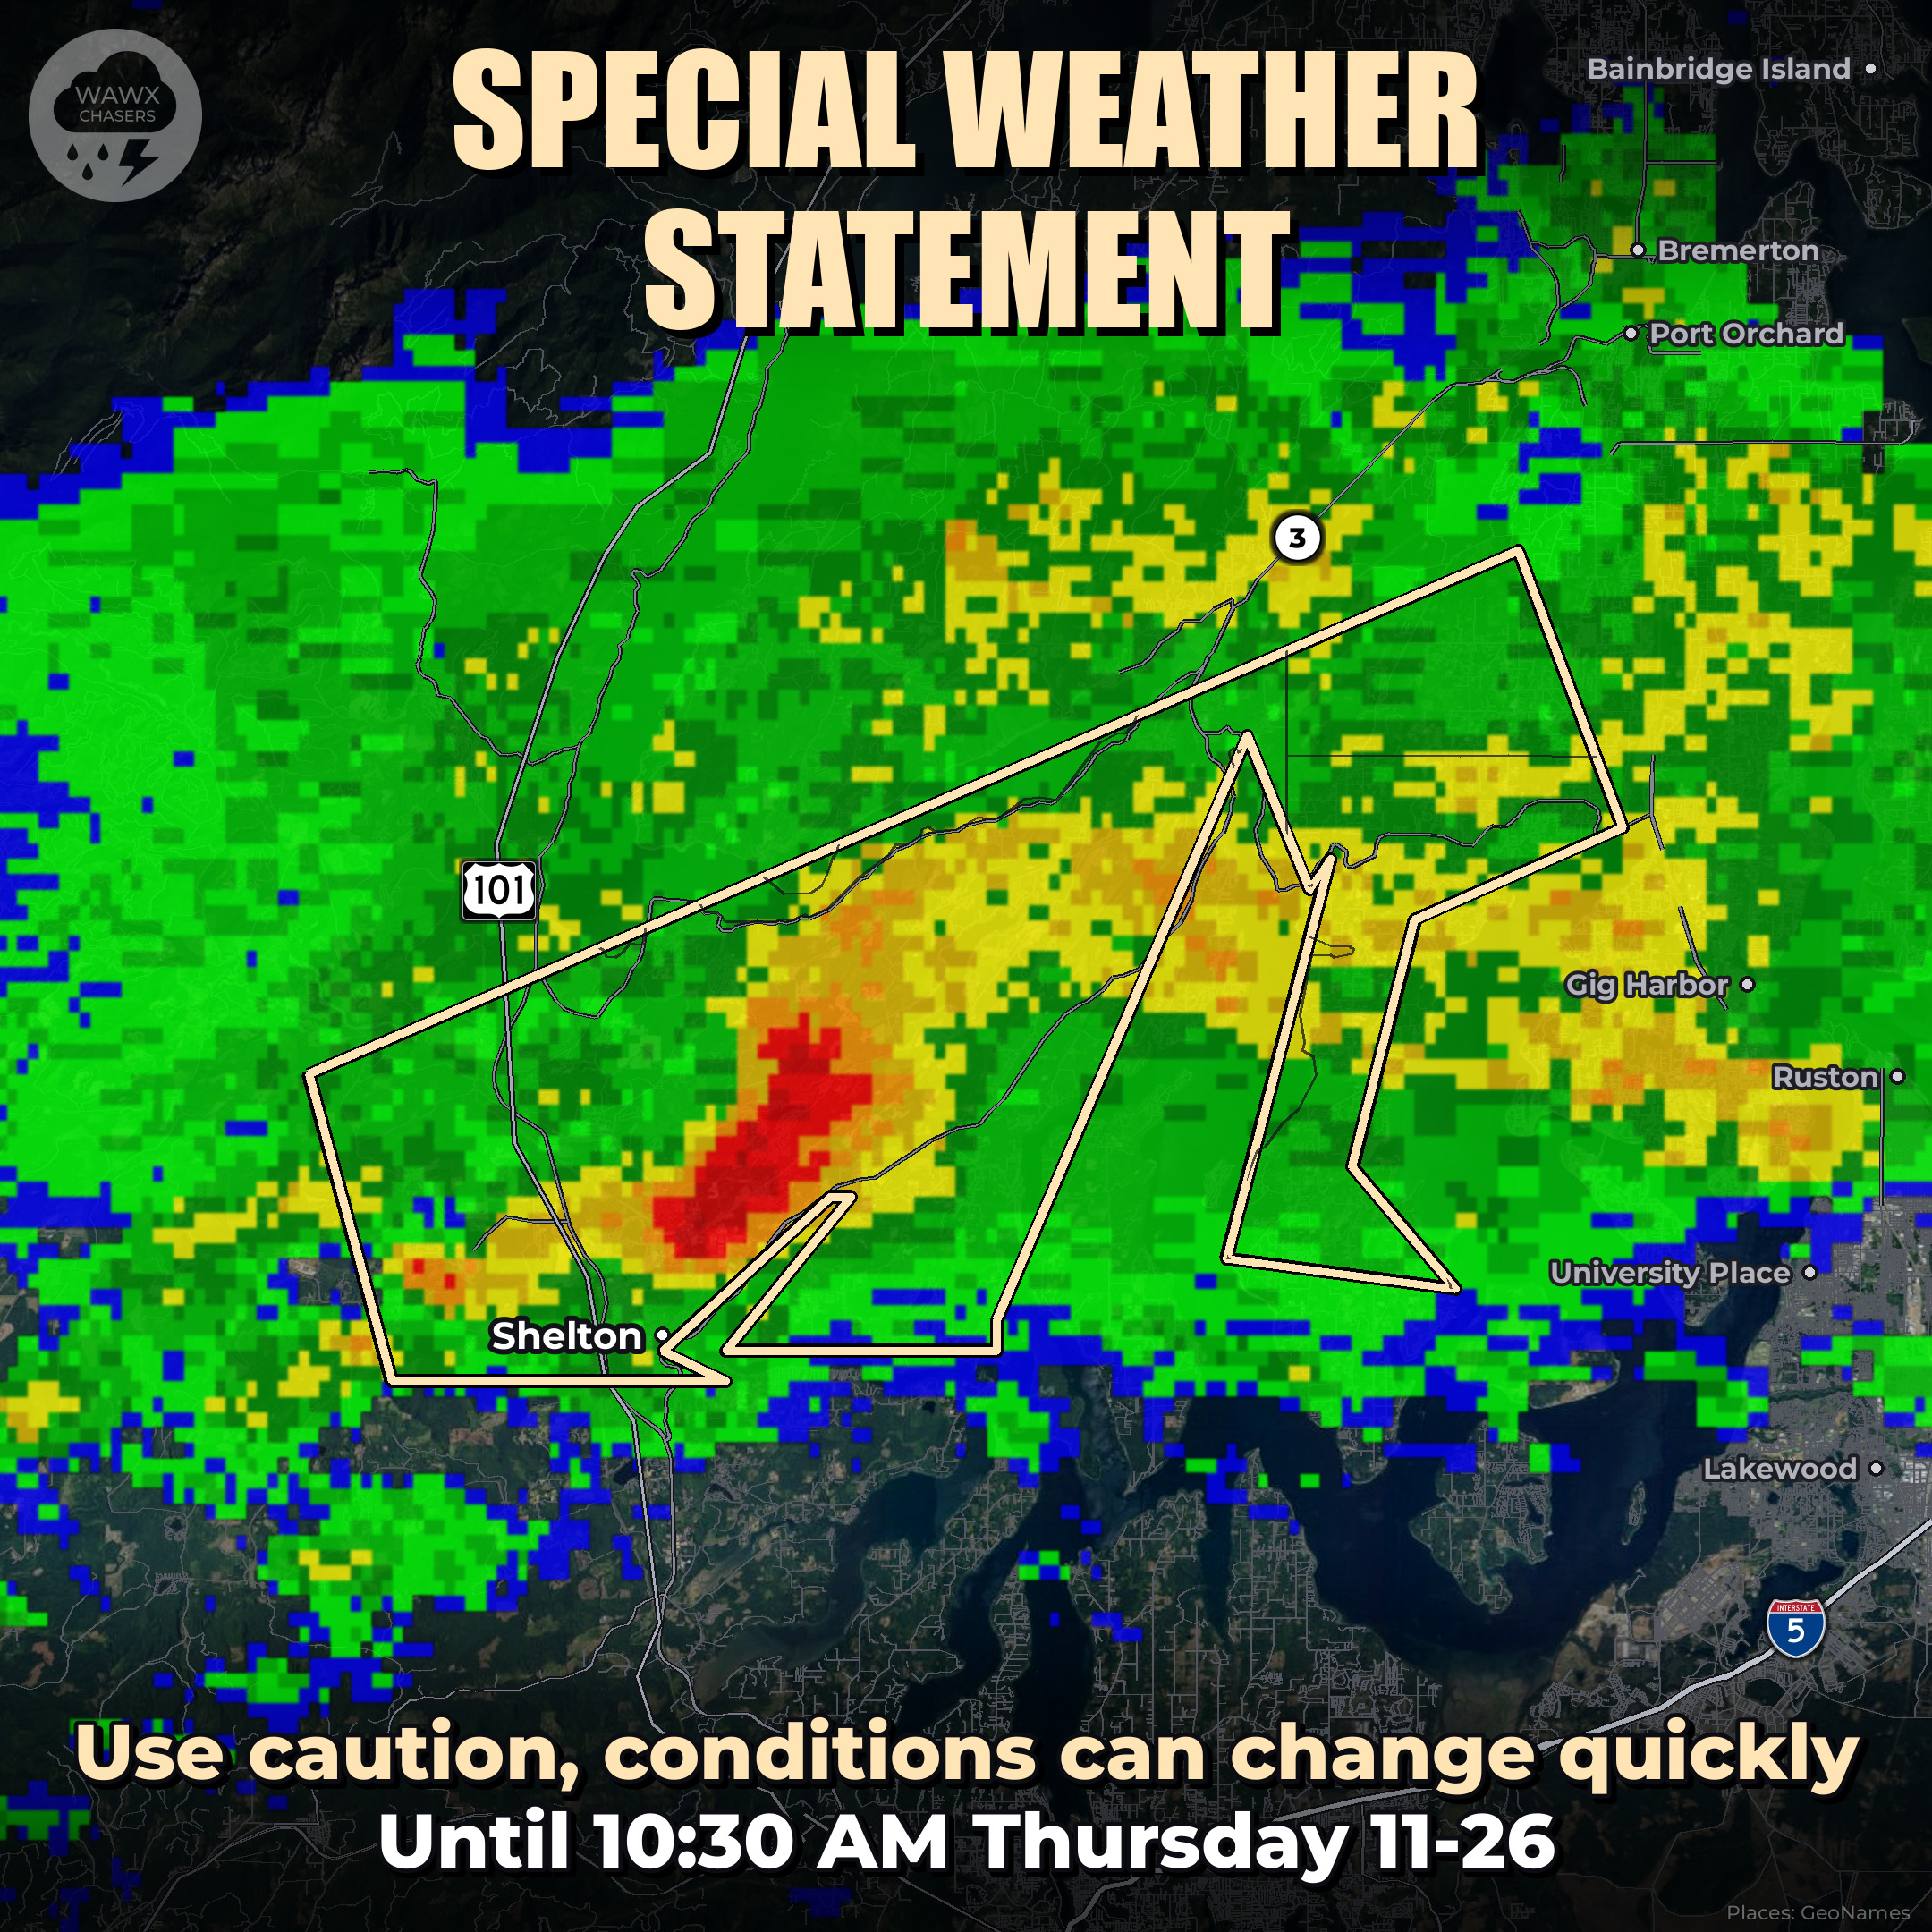 WAWX
CHASERS
SPECIAL WEATHER
STATEMENT
Bainbridge Island
Bremerton
Port Orchard
3
101
Gig Harbor
Ruston
University Place
Shelton
Lakewood
INTERSTATE
5
Use caution, conditions can change quickly
Until 10:30 AM Thursday 11-26
Places: GeoNames